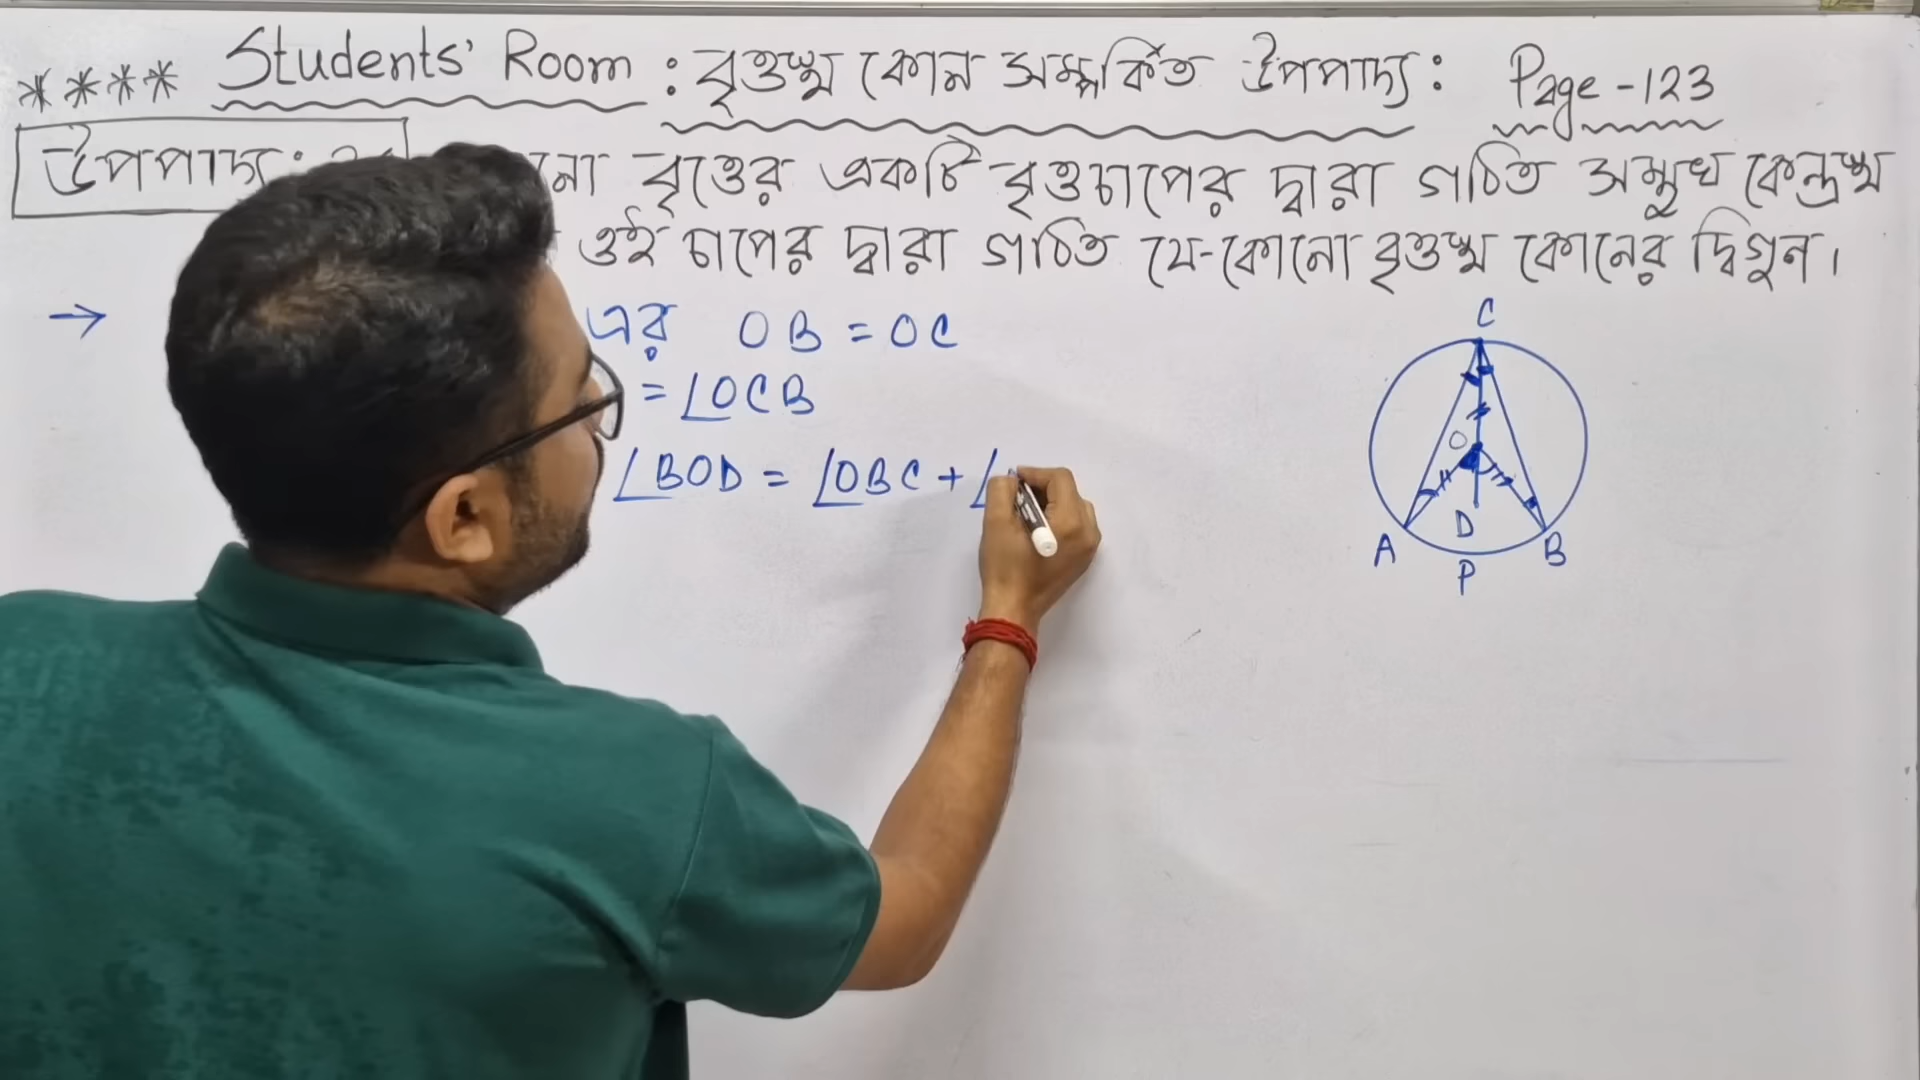 **** Students' Room : বৃত্তস্থ কোন সম্পর্কিত উপপাদ্য : Page - 123
উপপাদ্য: বৃত্তের একটি বৃত্তচাপের দ্বারা গঠিত সম্মুখ কেন্দ্রস্থ
ওই চাপের দ্বারা গঠিত যে-কোনো বৃত্তস্থ কোনের দ্বিগুন।
→ এর OB = OC
= ∠OCB
∠BOD = ∠OBC + ∠
C
O
D
A
B
P